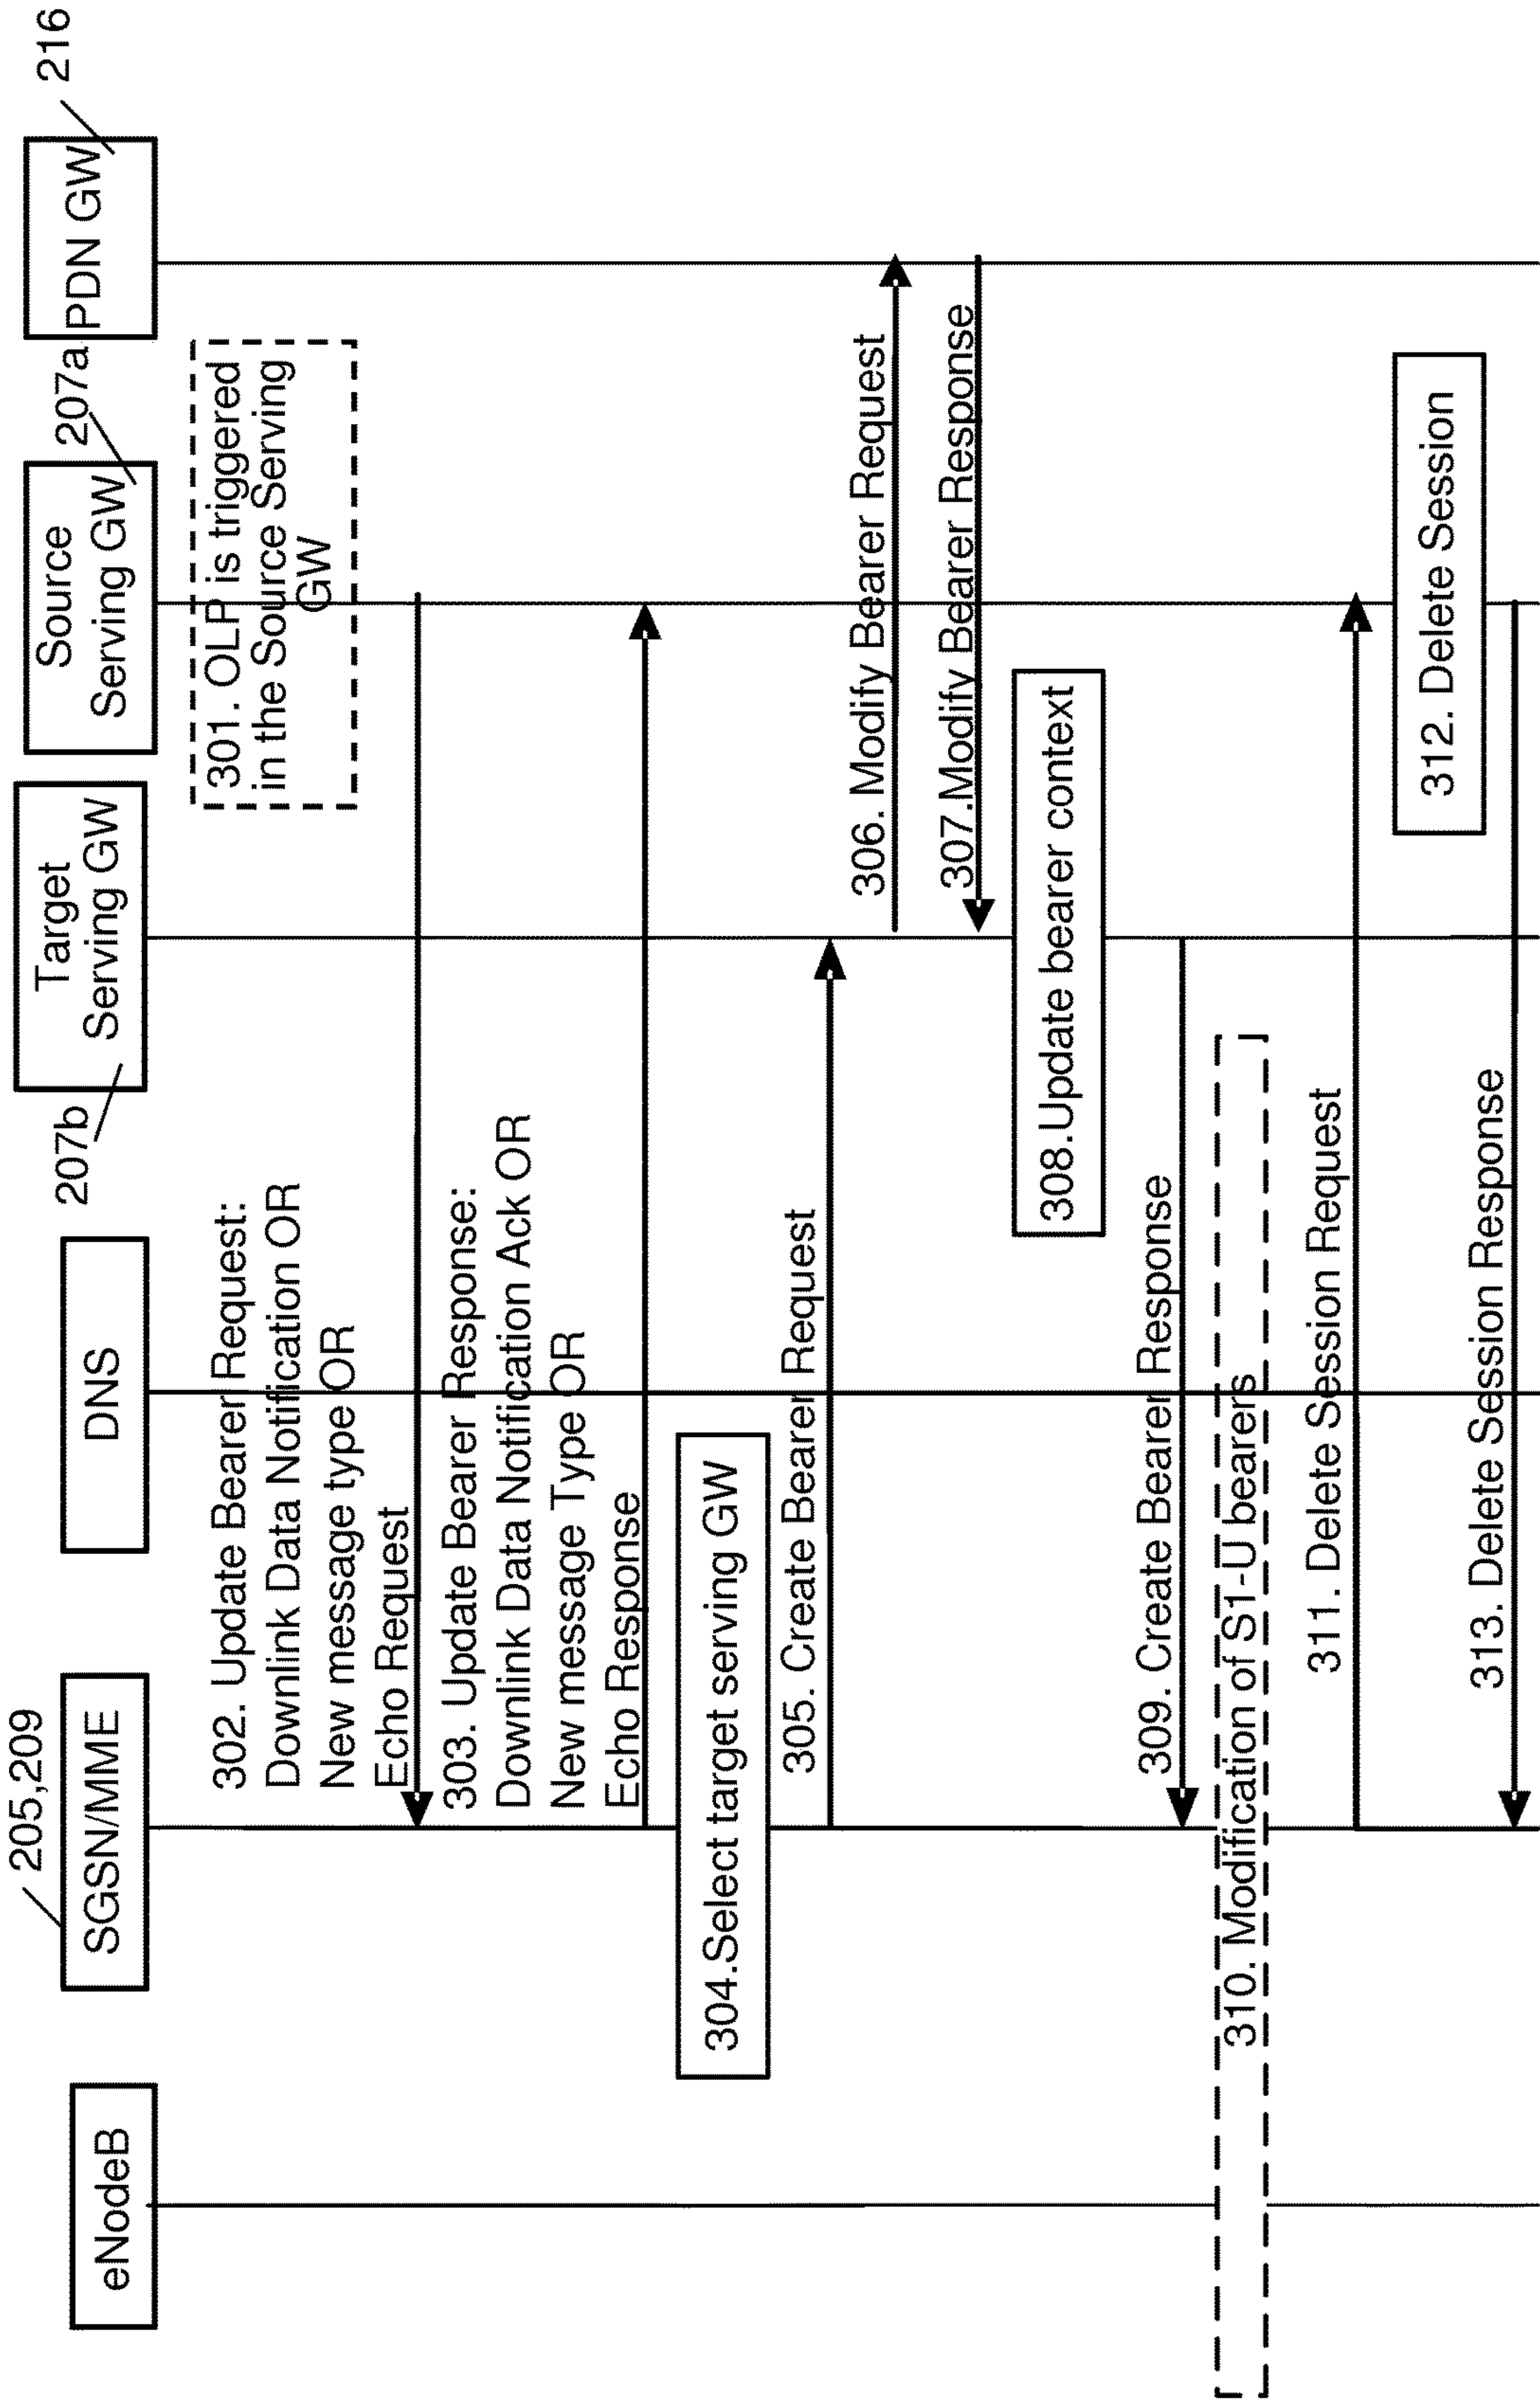 eNodeB
205,209
SGSN/MME
DNS
207b
Target
Serving GW
Source
Serving GW
207a
PDN GW
216
301. OLP is triggered
in the Source Serving
GW
302. Update Bearer Request:
Downlink Data Notification OR
New message type OR
Echo Request
303. Update Bearer Response:
Downlink Data Notification Ack OR
New message Type OR
Echo Response
304.Select target serving GW
305. Create Bearer Request
306. Modify Bearer Request
307.Modify Bearer Response
308.Update bearer context
309. Create Bearer Response
310. Modification of S1-U bearers
311. Delete Session Request
312. Delete Session
313. Delete Session Response